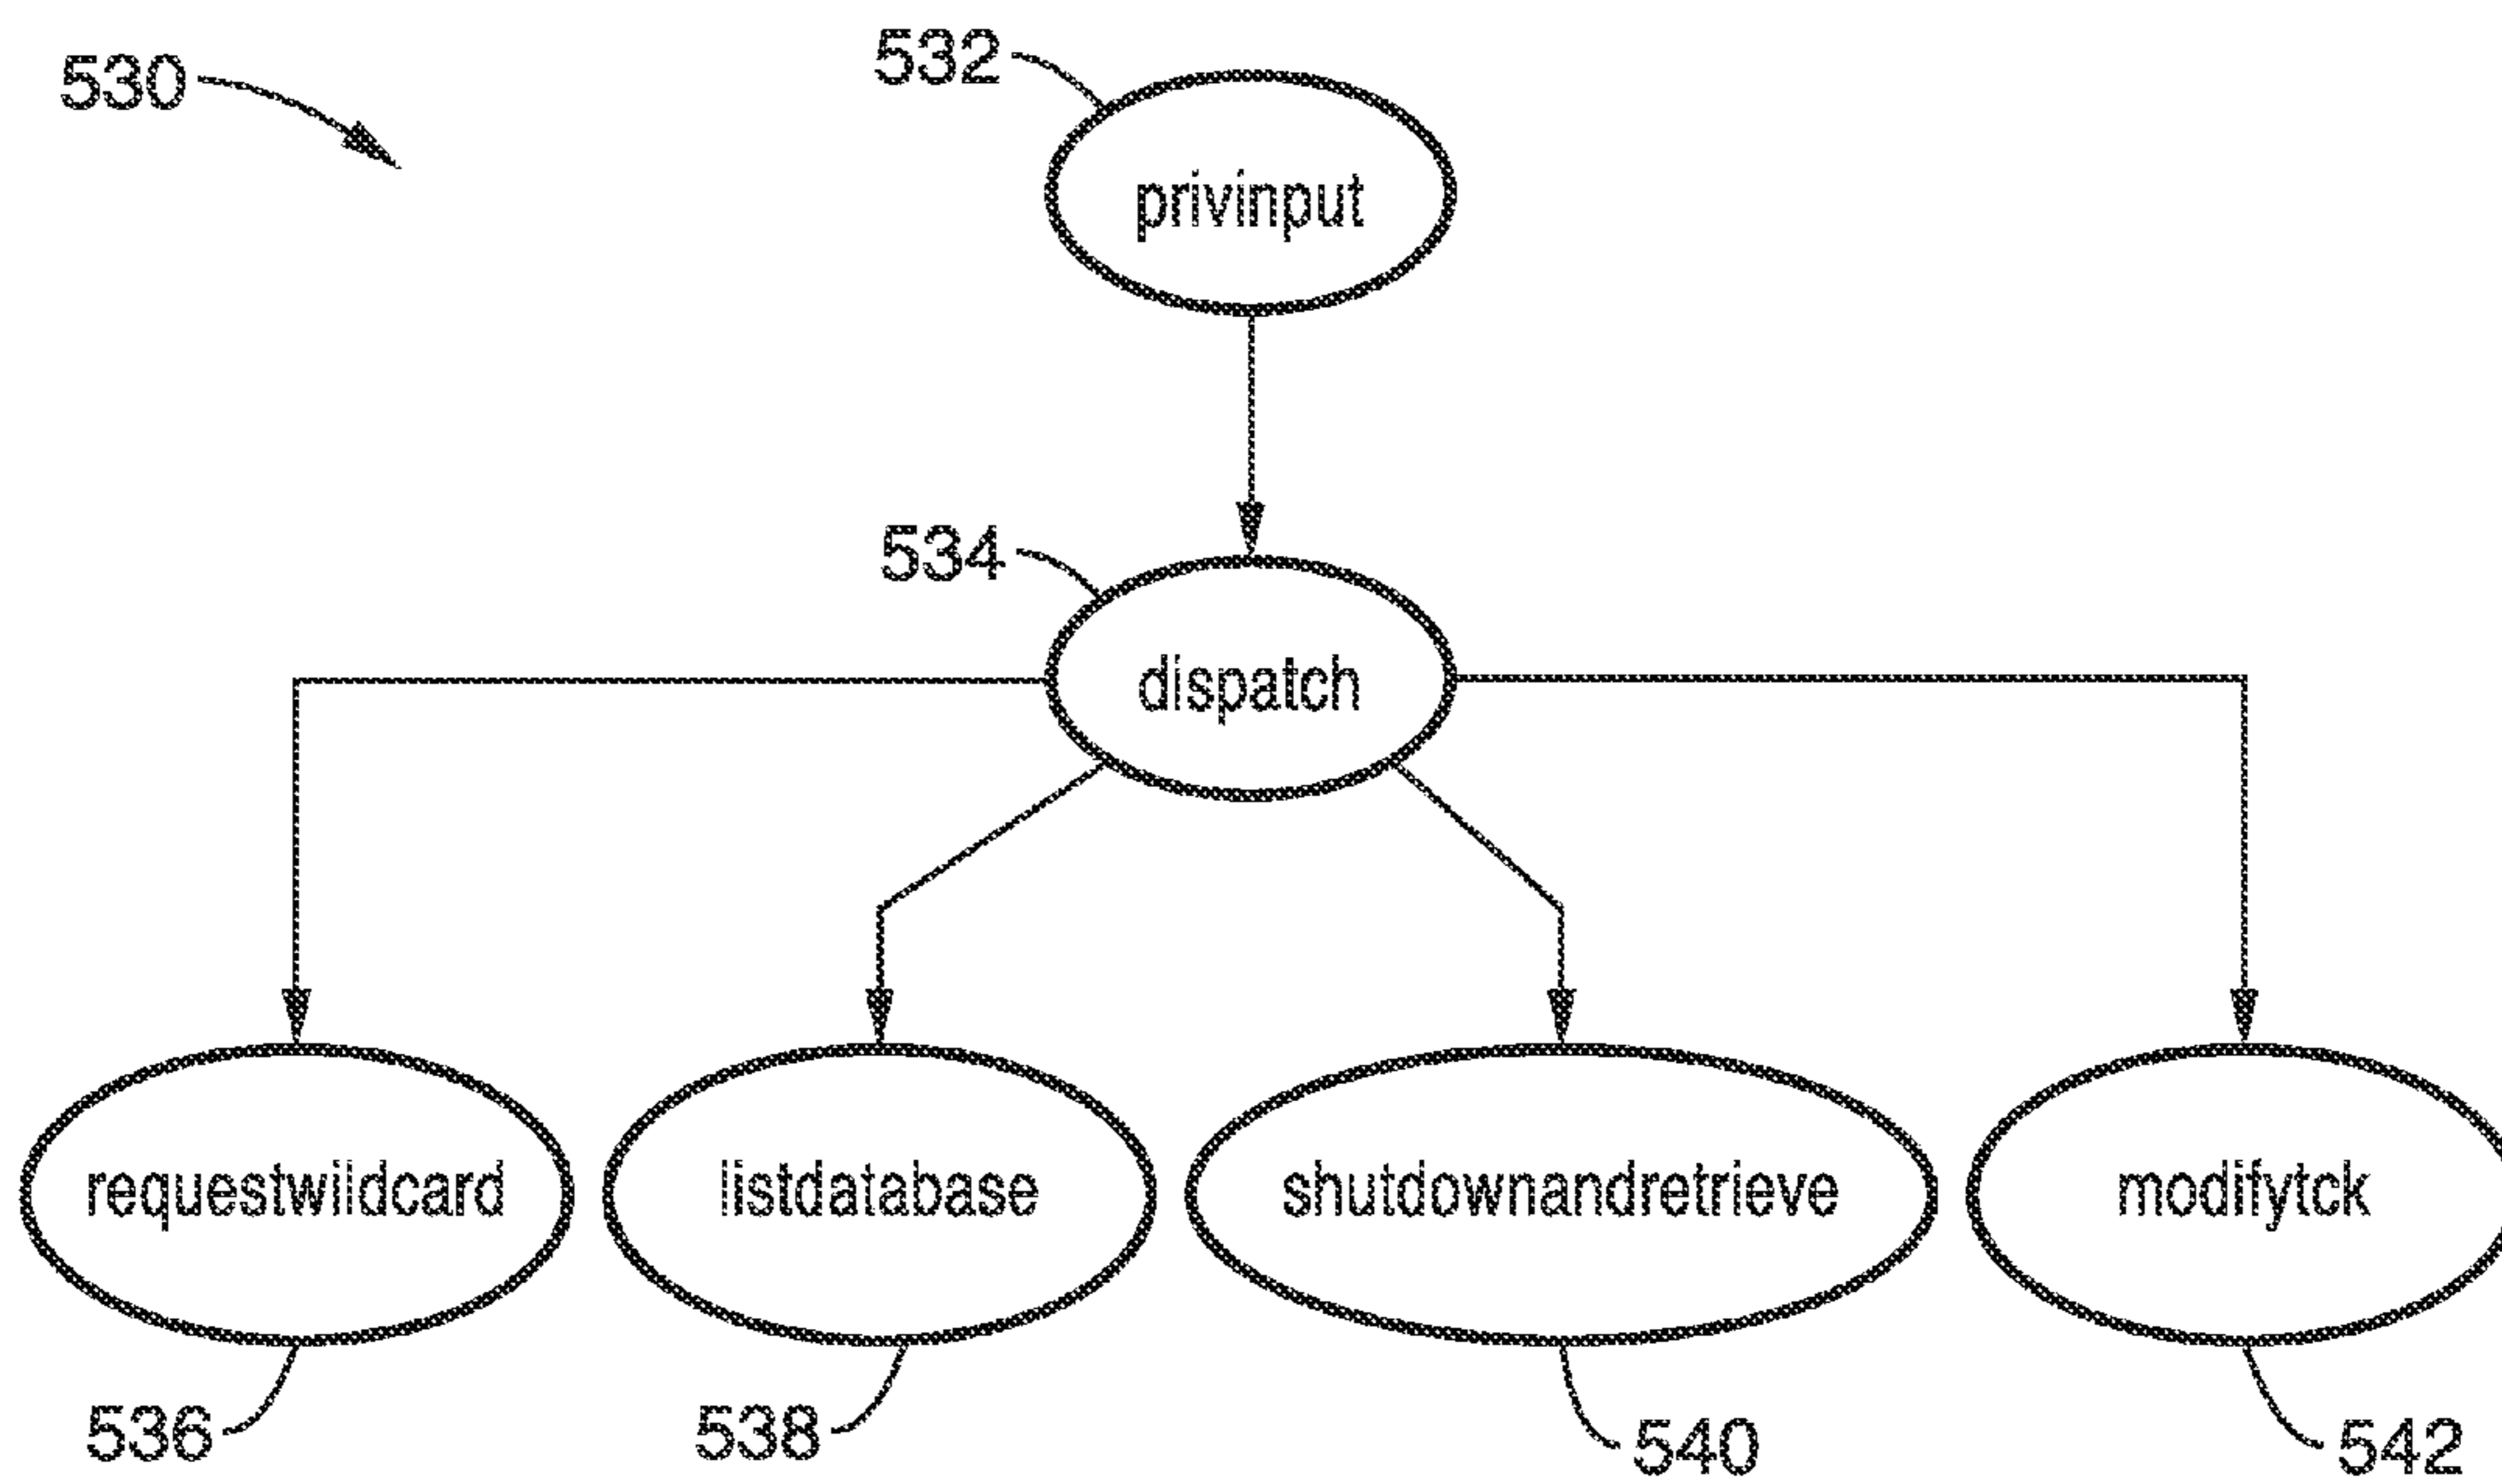 532
530
privinput
534
dispatch
requestwildcard
listdatabase
shutdownandretrieve
modifytck
536
538
540
542